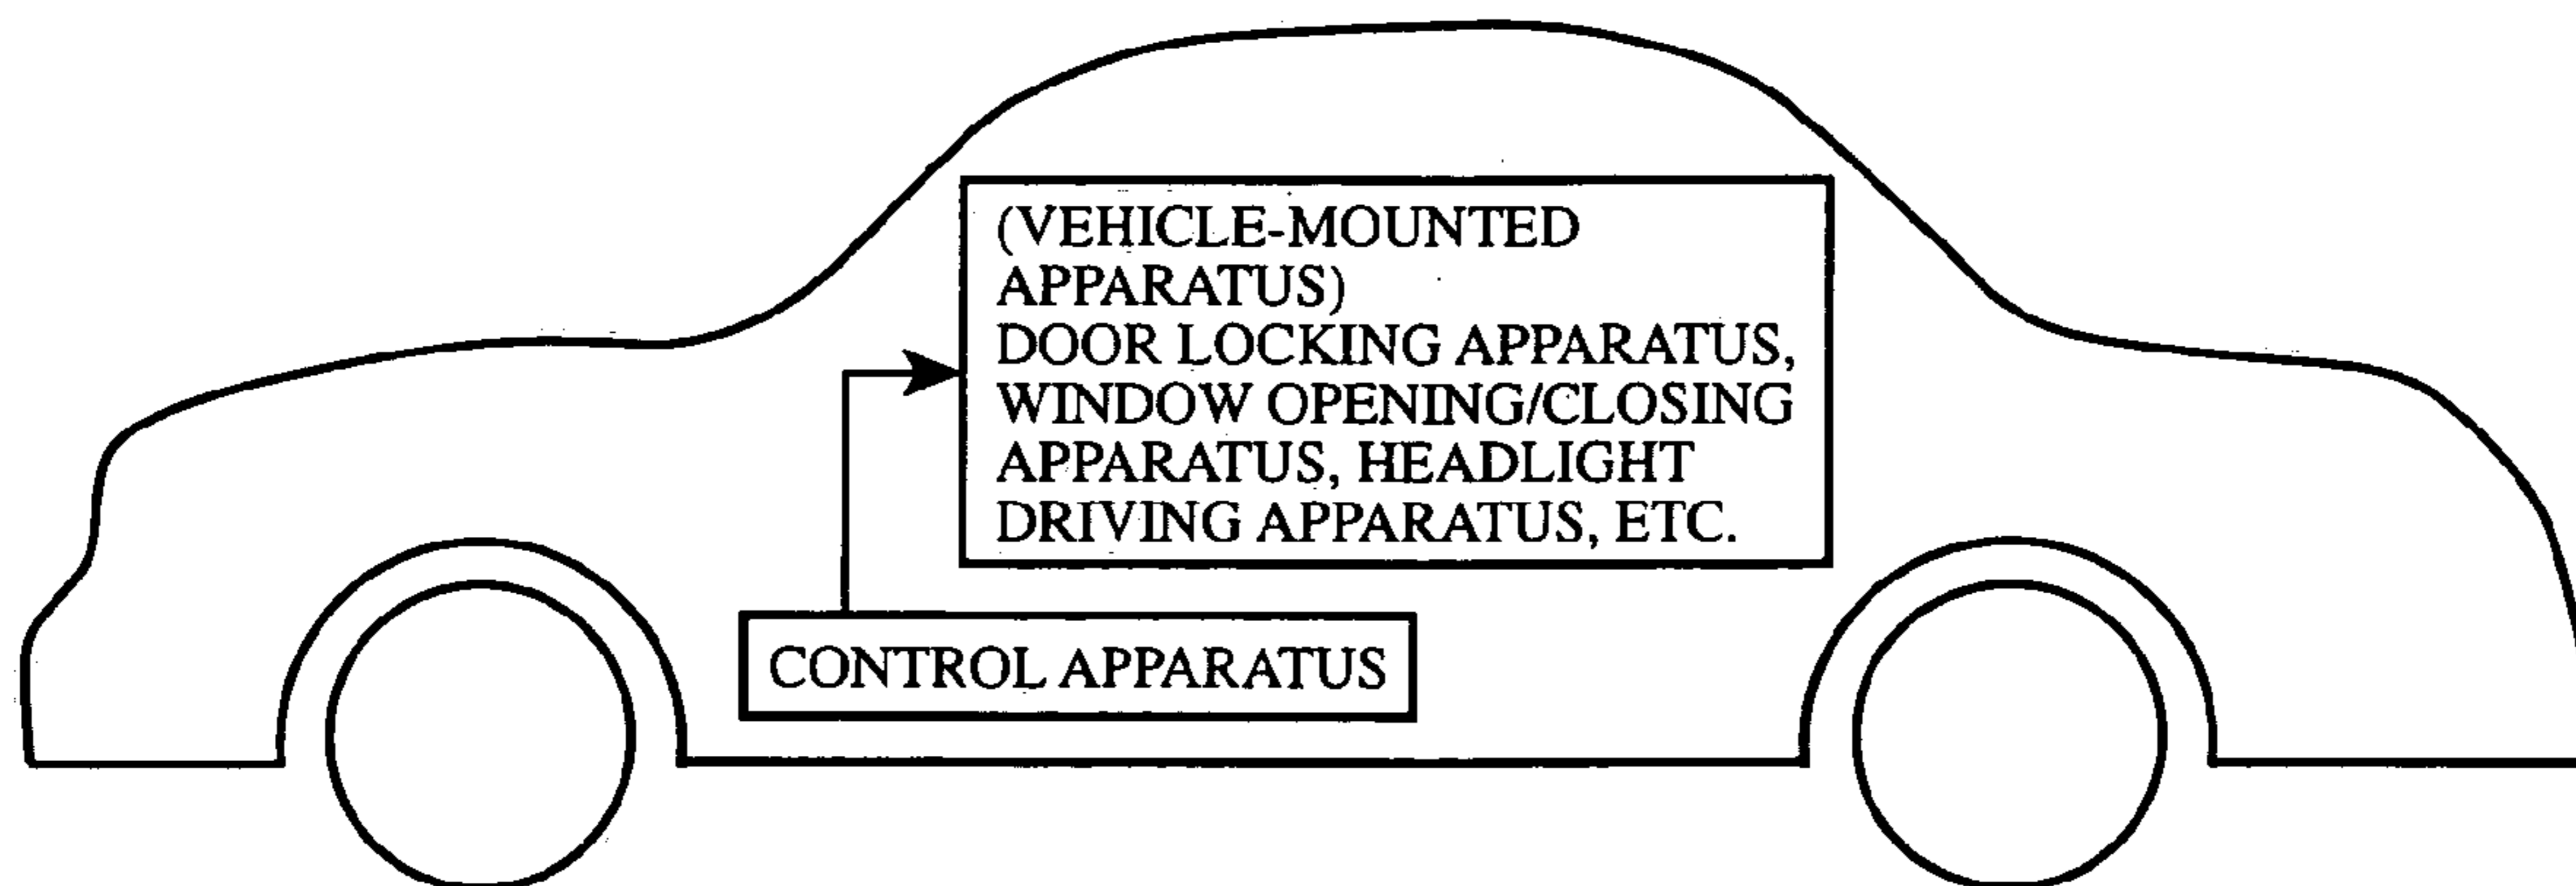 (VEHICLE-MOUNTED
APPARATUS)
DOOR LOCKING APPARATUS,
WINDOW OPENING/CLOSING
APPARATUS, HEADLIGHT
DRIVING APPARATUS, ETC.
CONTROL APPARATUS